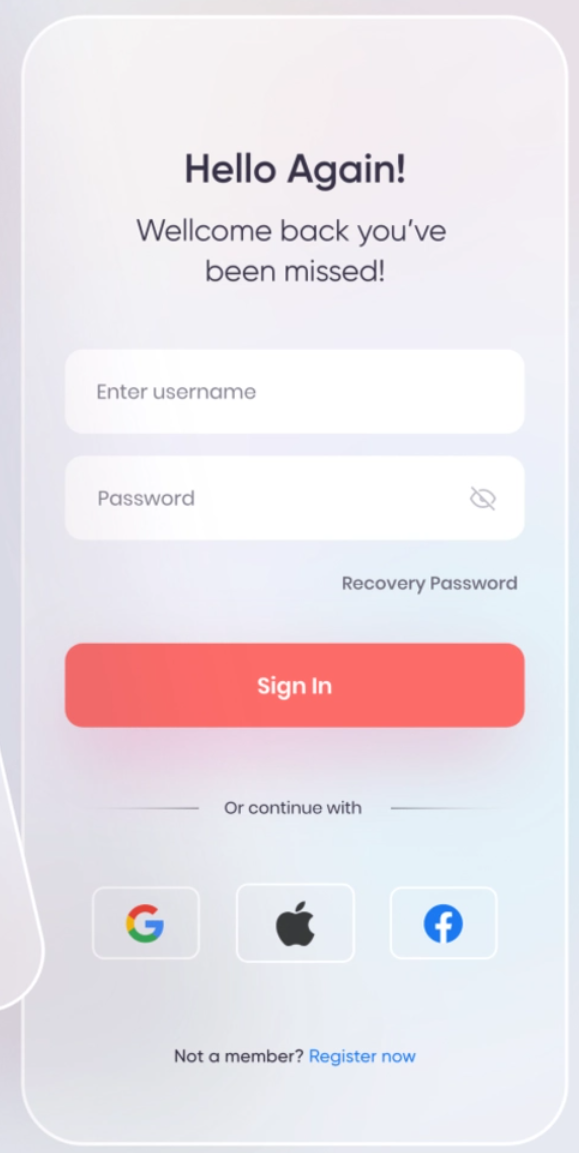 Hello Again!
Wellcome back you’ve
been missed!
Enter username
Password
Recovery Password
Sign In
Or continue with
Not a member? Register now